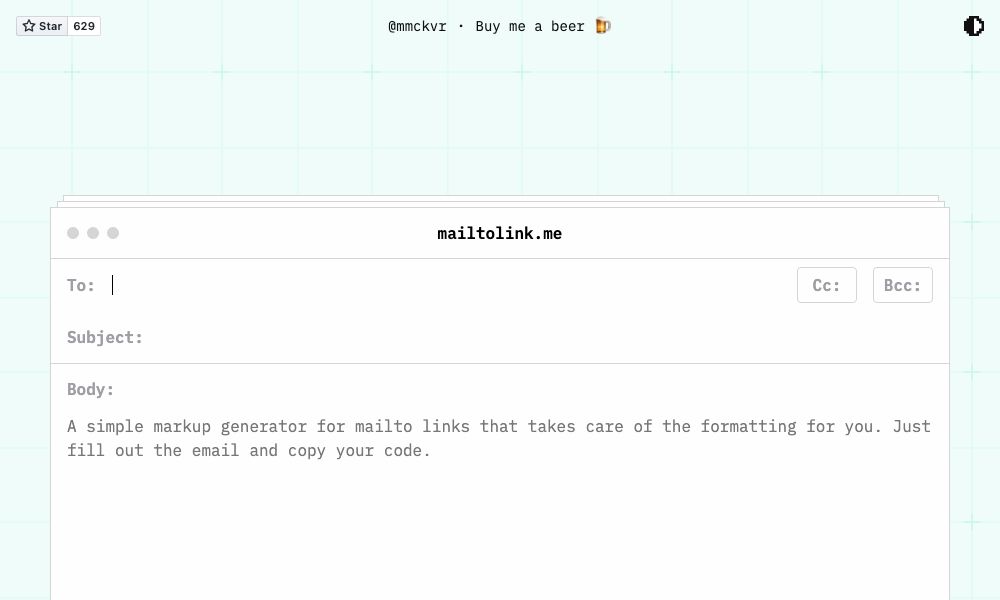 Star 629
@mmckvr · Buy me a beer 🍺
mailtolink.me
To: Cc: Bcc:
Subject:
Body:
A simple markup generator for mailto links that takes care of the formatting for you. Just
fill out the email and copy your code.